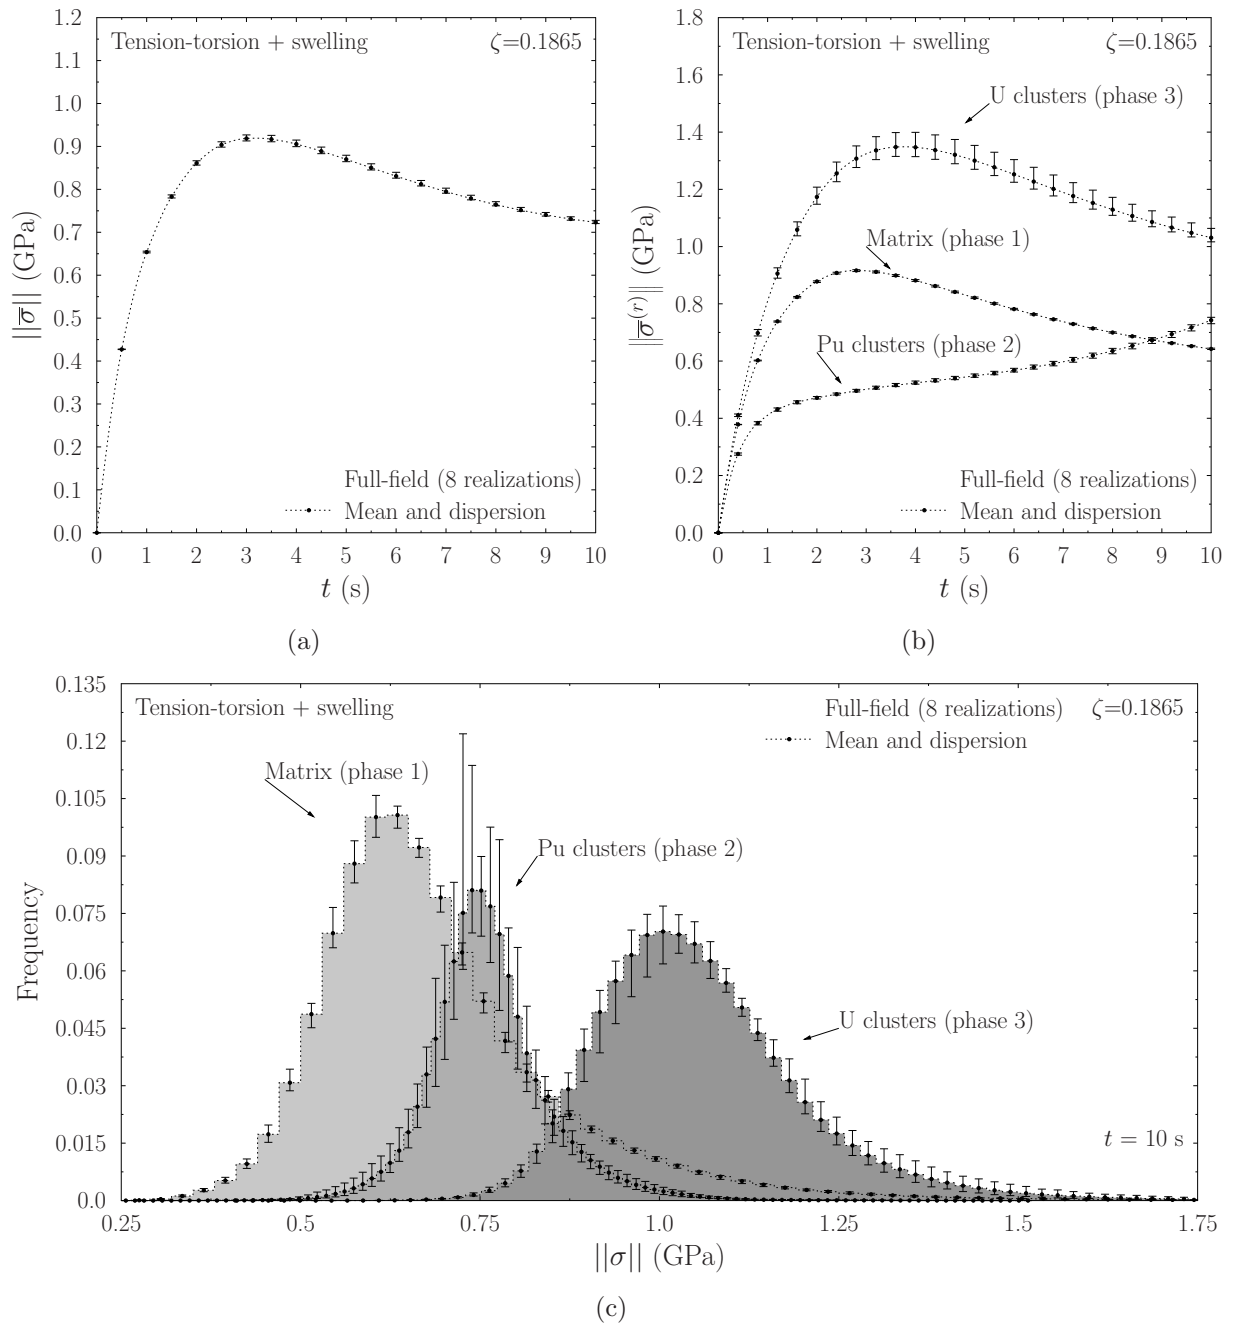 Tension-torsion + swelling ζ=0.1865
1.2
1.1
1.0
0.9
0.8
0.7
0.6
0.5
0.4
0.3
0.2
0.1
0.0
||σ̿|| (GPa)
Full-field (8 realizations)
Mean and dispersion
0 1 2 3 4 5 6 7 8 9 10
t (s)
(a)
Tension-torsion + swelling ζ=0.1865
1.8
1.6
1.4
1.2
1.0
0.8
0.6
0.4
0.2
0.0
||σ̿⁽ʳ⁾|| (GPa)
U clusters (phase 3)
Matrix (phase 1)
Pu clusters (phase 2)
Full-field (8 realizations)
Mean and dispersion
0 1 2 3 4 5 6 7 8 9 10
t (s)
(b)
Tension-torsion + swelling
Full-field (8 realizations) ζ=0.1865
Mean and dispersion
0.135
0.12
0.105
0.09
0.075
0.06
0.045
0.03
0.015
0.0
Frequency
Matrix (phase 1)
Pu clusters (phase 2)
U clusters (phase 3)
t = 10 s
0.25 0.5 0.75 1.0 1.25 1.5 1.75
||σ|| (GPa)
(c)